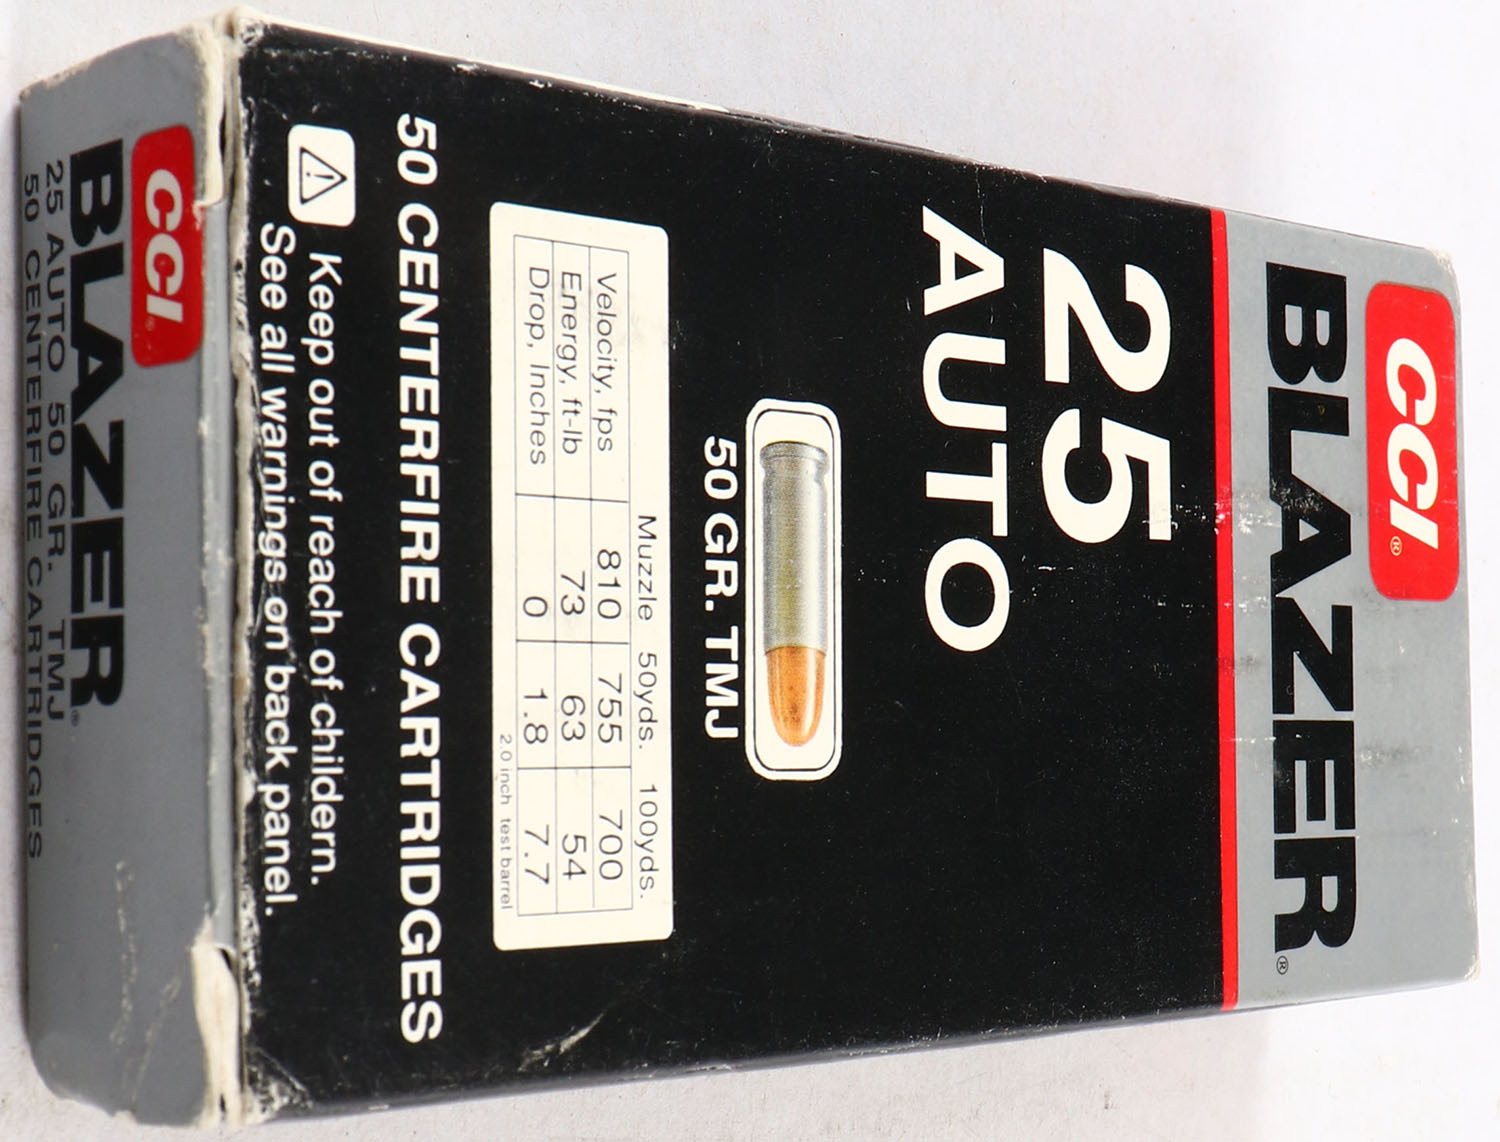 CCI®
BLAZER®
25
AUTO
50 GR. TMJ
Muzzle 50yds. 100yds.
Velocity, fps 810 755 700
Energy, ft-lb 73 63 54
Drop, Inches 0 1.8 7.7
2.0 inch test barrel
50 CENTERFIRE CARTRIDGES
Keep out of reach of childern.
See all warnings on back panel.
CCI®
BLAZER®
25 AUTO 50 GR. TMJ
50 CENTERFIRE CARTRIDGES